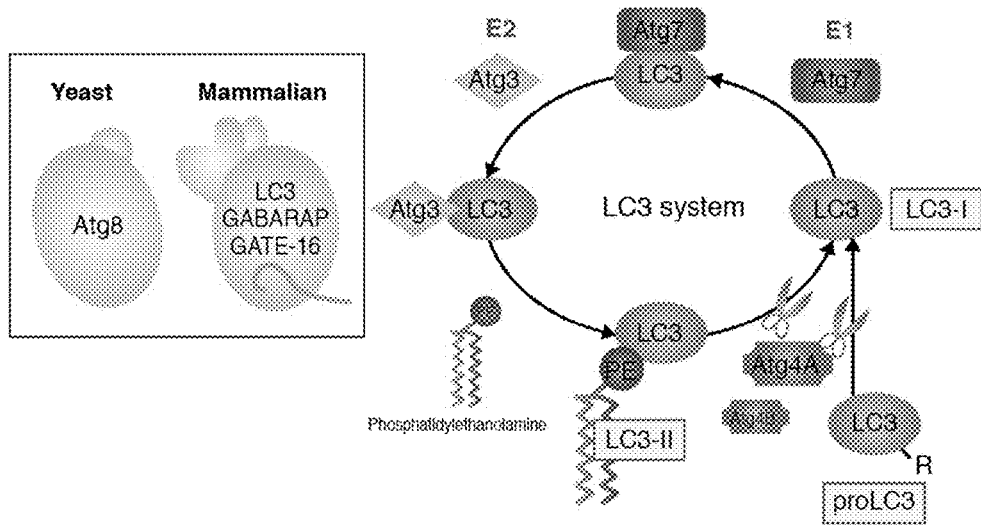 Yeast
Mammalian
Atg8
LC3
GABARAP
GATE-16
E2
Atg3
Atg7
LC3
E1
Atg7
Atg3
LC3
LC3 system
LC3
LC3-I
LC3
PE
Phosphatidylethanolamine
LC3-II
Atg4A
LC3
R
proLC3